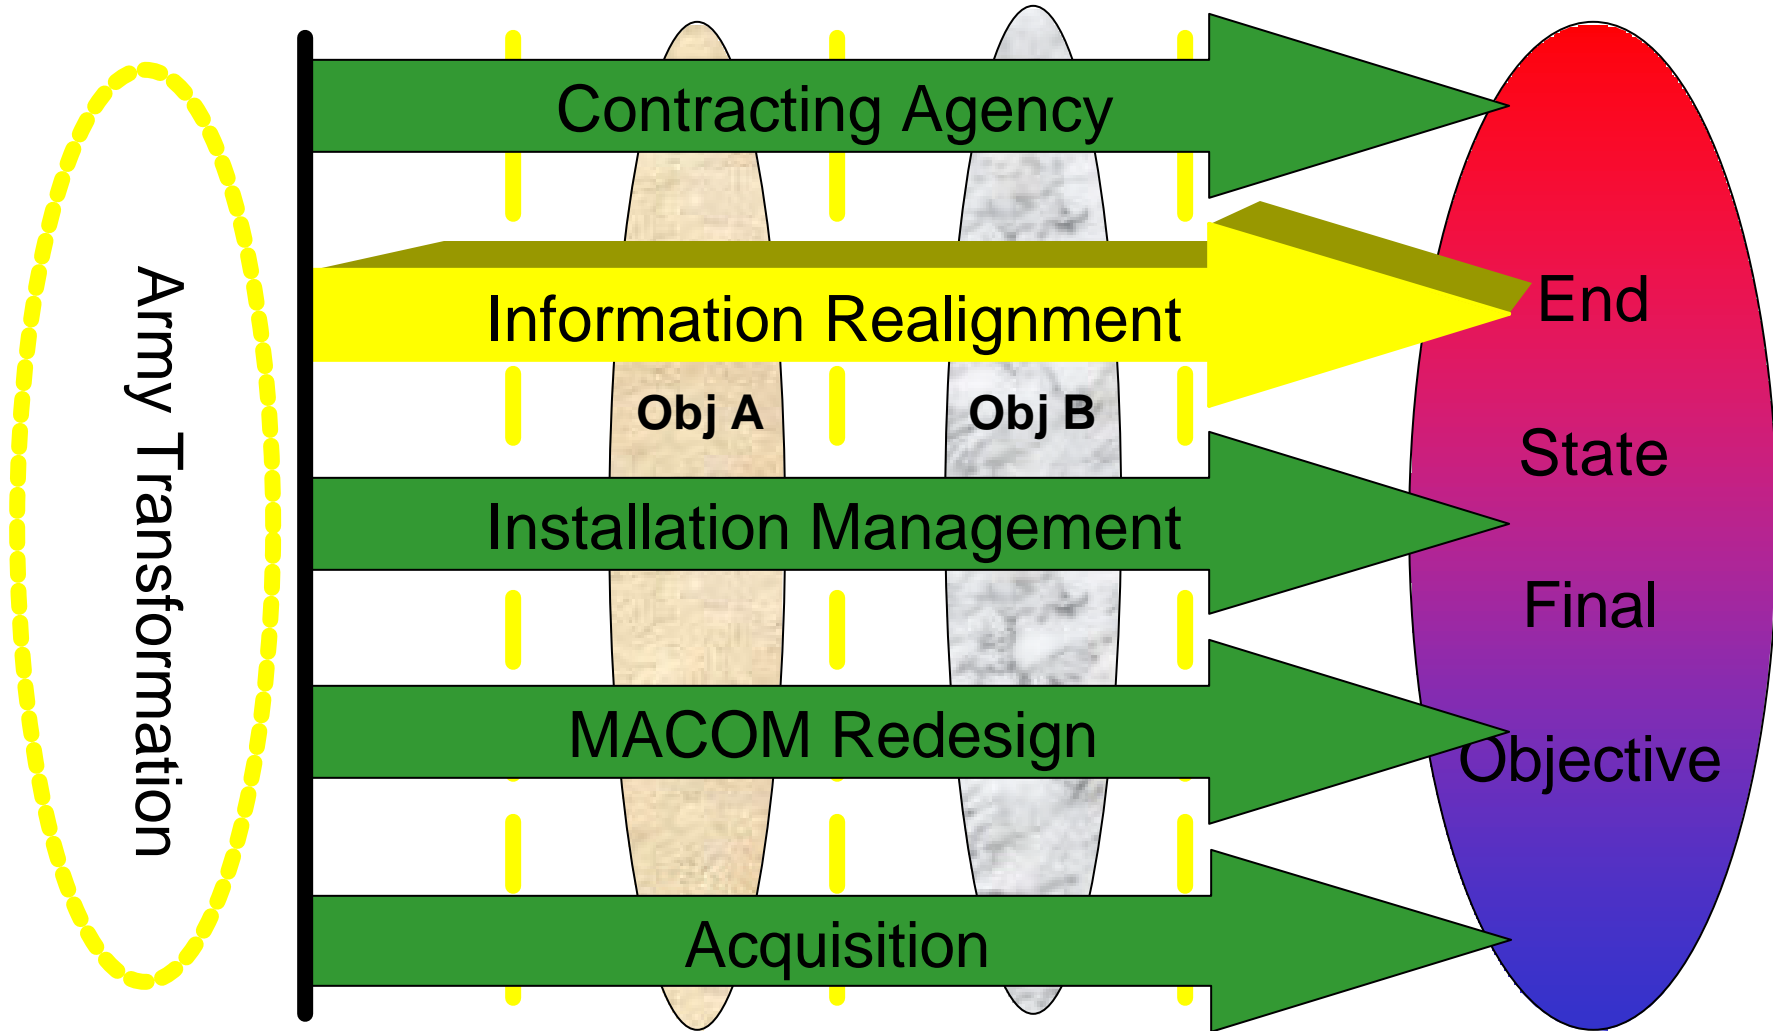 Army Transformation
Contracting Agency
Information Realignment
Obj A
Obj B
Installation Management
MACOM Redesign
Acquisition
End
State
Final
Objective